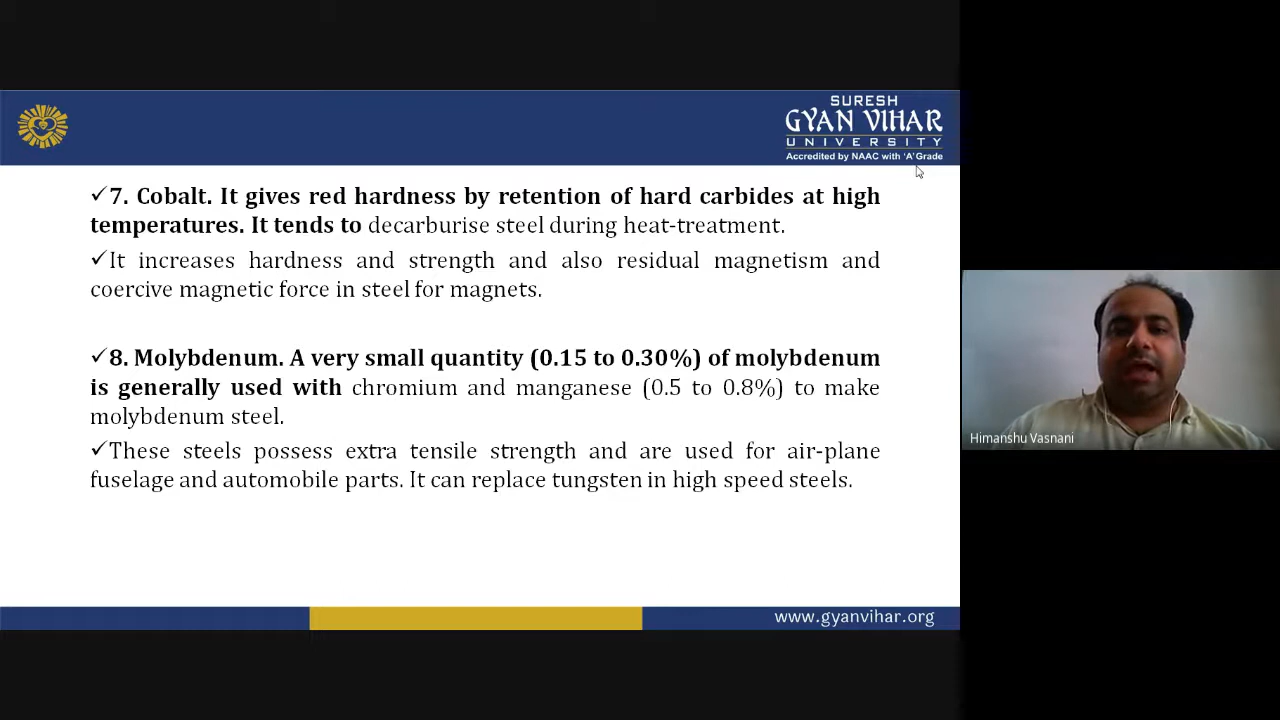 SURESH
GYAN VIHAR
UNIVERSITY
Accredited by NAAC with 'A' Grade
✓7. Cobalt. It gives red hardness by retention of hard carbides at high
temperatures. It tends to decarburise steel during heat-treatment.
✓It increases hardness and strength and also residual magnetism and
coercive magnetic force in steel for magnets.
✓8. Molybdenum. A very small quantity (0.15 to 0.30%) of molybdenum
is generally used with chromium and manganese (0.5 to 0.8%) to make
molybdenum steel.
✓These steels possess extra tensile strength and are used for air-plane
fuselage and automobile parts. It can replace tungsten in high speed steels.
www.gyanvihar.org
Himanshu Vasnani